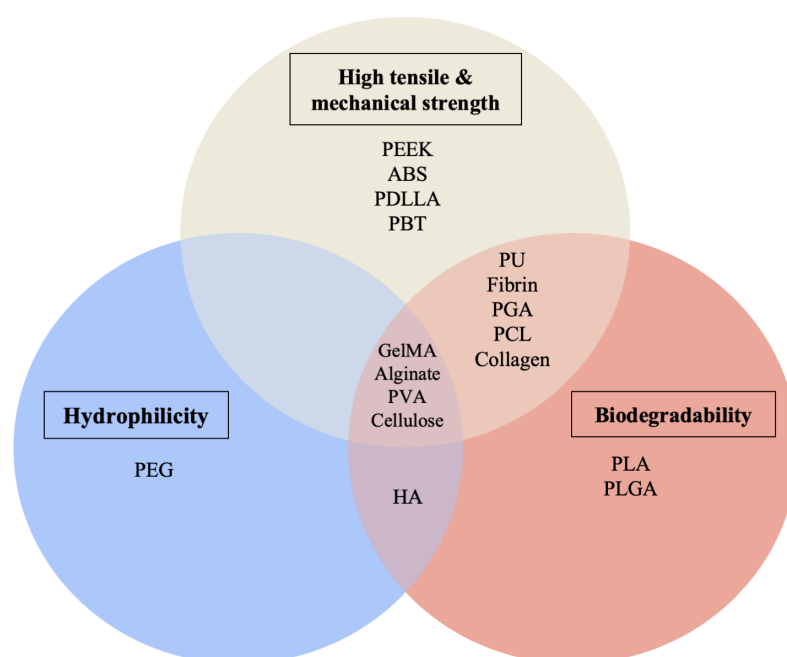 High tensile &
mechanical strength
PEEK
ABS
PDLLA
PBT
PU
Fibrin
PGA
PCL
Collagen
GelMA
Alginate
PVA
Cellulose
Hydrophilicity
PEG
Biodegradability
PLA
PLGA
HA